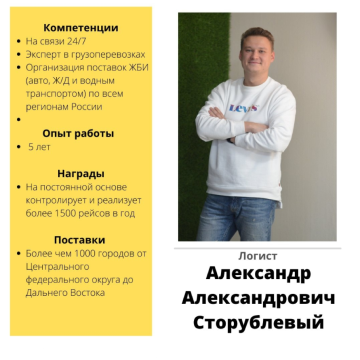 Компетенции
На связи 24/7
Эксперт в грузоперевозках
Организация поставок ЖБИ
(авто, Ж/Д и водным
транспортом) по всем
регионам России
Опыт работы
5 лет
Награды
На постоянной основе
контролирует и реализует
более 1500 рейсов в год
Поставки
Более чем 1000 городов от
Центрального
федерального округа до
Дальнего Востока
LEVI'S
Логист
Александр
Александрович
Сторублевый